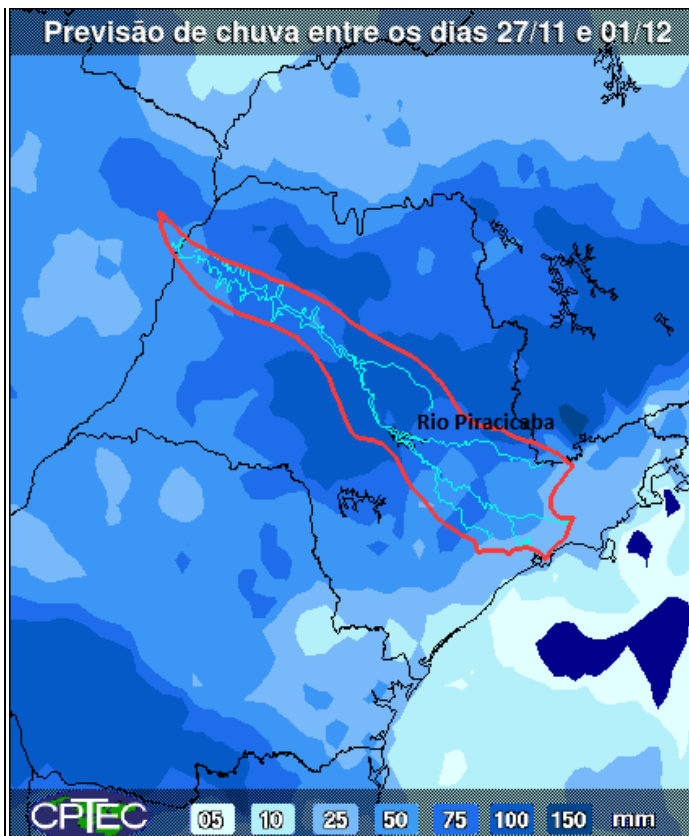 Previsão de chuva entre os dias 27/11 e 01/12
Rio Piracicaba
CPTEC 05 10 25 50 75 100 150 mm